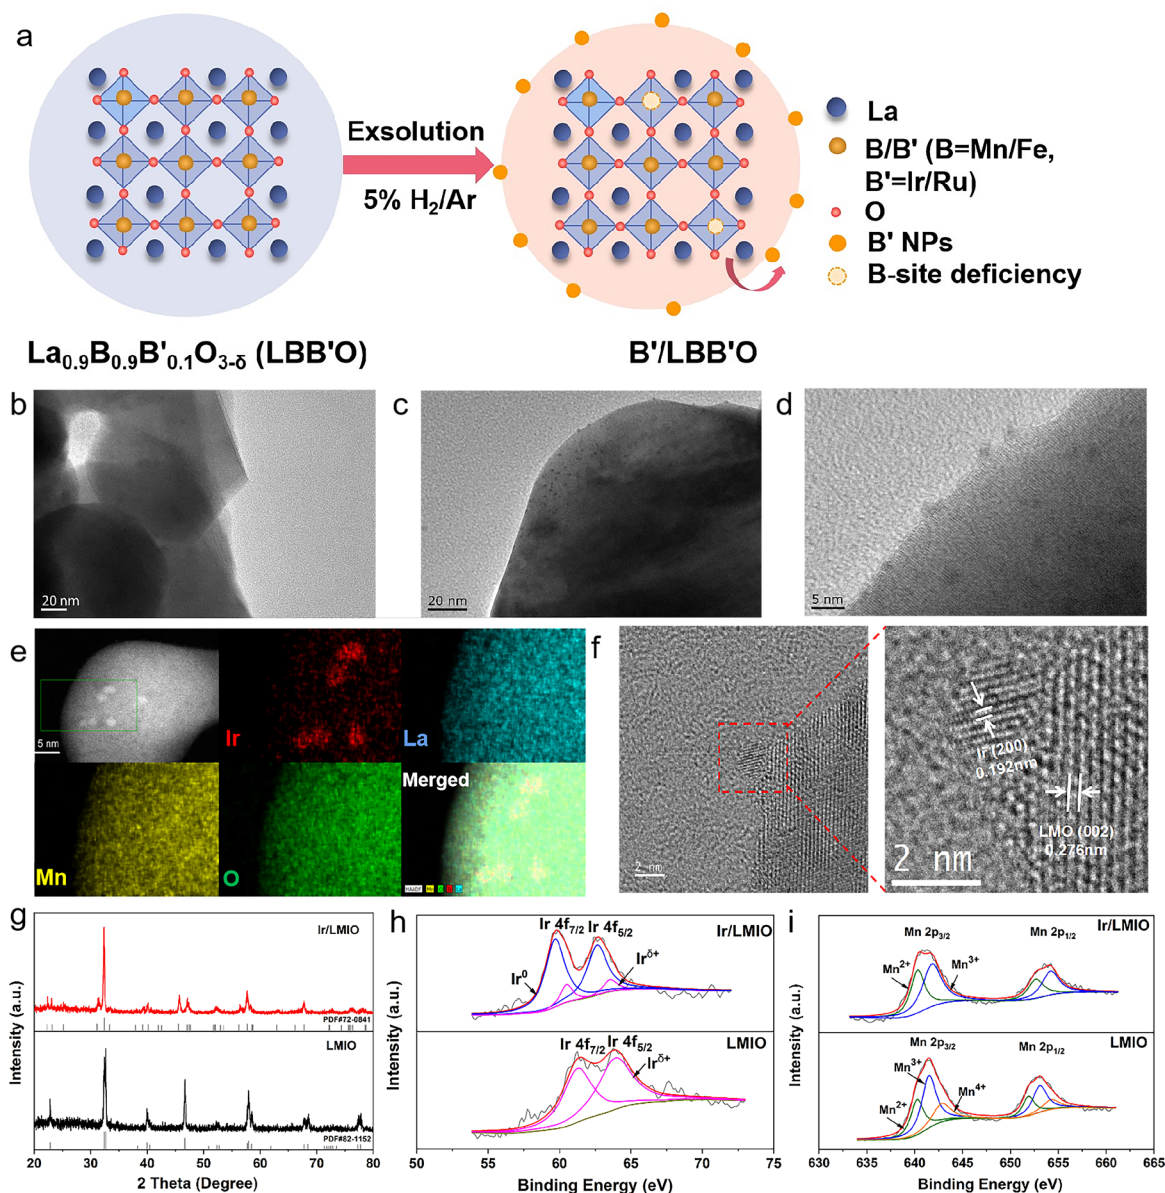 a
Exsolution
5% H₂/Ar
La
B/B' (B=Mn/Fe,
B'=Ir/Ru)
O
B' NPs
B-site deficiency
La₀.₉B₀.₉B'₀.₁O₃₋δ (LBB'O)
B'/LBB'O
b
20 nm
c
20 nm
d
5 nm
e
5 nm
Ir
La
Mn
O
Merged
HAADF Mn O Ir La
f
2 nm
Ir (200)
0.192nm
LMO (002)
0.276nm
2 nm
g
Ir/LMIO
PDF#72-0841
LMIO
PDF#82-1152
Intensity (a.u.)
20 30 40 50 60 70 80
2 Theta (Degree)
h
Ir 4f₇/₂ Ir 4f₅/₂
Ir/LMIO
Ir⁰
Irᵟ⁺
Ir 4f₇/₂ Ir 4f₅/₂
LMIO
Irᵟ⁺
Intensity (a.u.)
50 55 60 65 70 75
Binding Energy (eV)
i
Mn 2p₃/₂
Mn 2p₁/₂
Ir/LMIO
Mn²⁺
Mn³⁺
Mn 2p₃/₂
Mn 2p₁/₂
LMIO
Mn³⁺
Mn⁴⁺
Mn²⁺
Intensity (a.u.)
630 635 640 645 650 655 660 665
Binding Energy (eV)